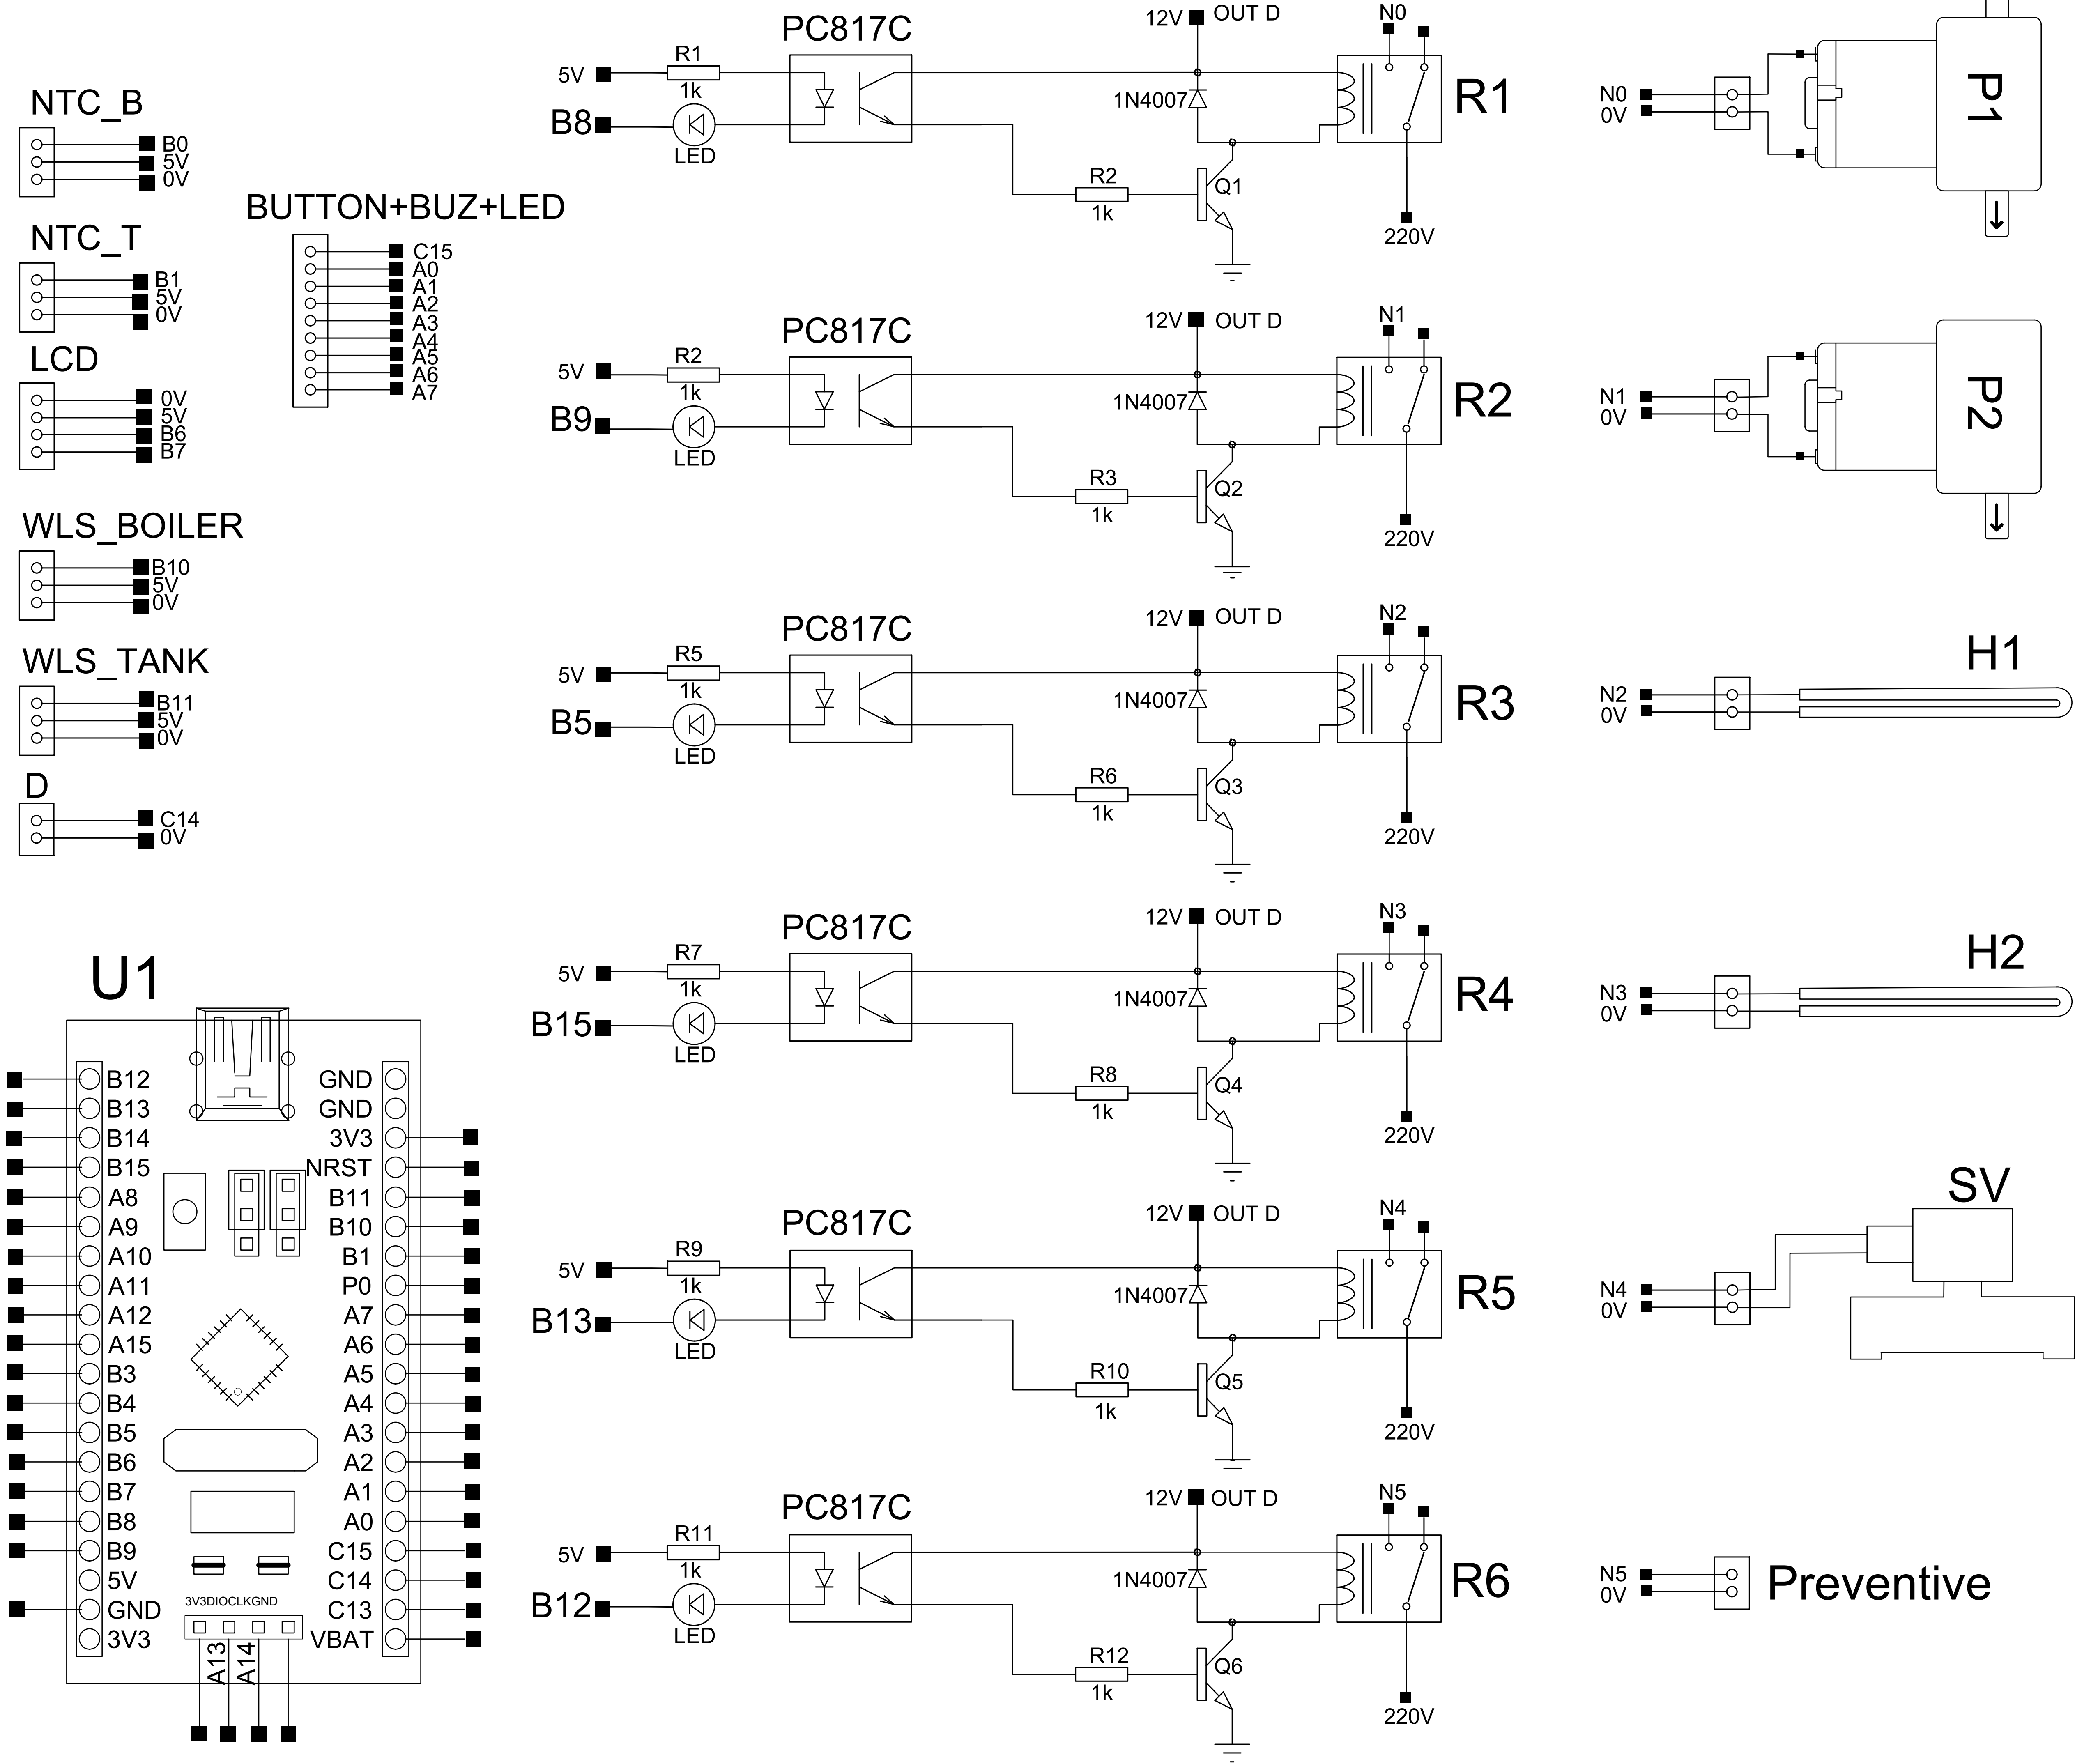 NTC_B
B0
5V
0V
NTC_T
B1
5V
0V
LCD
0V
5V
B6
B7
WLS_BOILER
B10
5V
0V
WLS_TANK
B11
5V
0V
D
C14
0V
BUTTON+BUZ+LED
C15
A0
A1
A2
A3
A4
A5
A6
A7
U1
B12
B13
B14
B15
A8
A9
A10
A11
A12
A15
B3
B4
B5
B6
B7
B8
B9
5V
GND
3V3
GND
GND
3V3
NRST
B11
B10
B1
P0
A7
A6
A5
A4
A3
A2
A1
A0
C15
C14
C13
VBAT
3V3DIOCLKGND
A13
A14
PC817C
5V
R1
1k
B8
LED
12V OUT D
1N4007
R2
1k
Q1
N0
R1
220V
PC817C
5V
R2
1k
B9
LED
12V OUT D
1N4007
R3
1k
Q2
N1
R2
220V
PC817C
5V
R5
1k
B5
LED
12V OUT D
1N4007
R6
1k
Q3
N2
R3
220V
PC817C
5V
R7
1k
B15
LED
12V OUT D
1N4007
R8
1k
Q4
N3
R4
220V
PC817C
5V
R9
1k
B13
LED
12V OUT D
1N4007
R10
1k
Q5
N4
R5
220V
PC817C
5V
R11
1k
B12
LED
12V OUT D
1N4007
R12
1k
Q6
N5
R6
220V
N0
0V
P1
N1
0V
P2
H1
N2
0V
H2
N3
0V
SV
N4
0V
N5
0V
Preventive